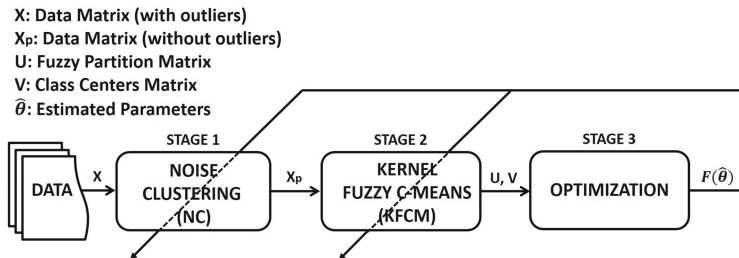 X: Data Matrix (with outliers)
Xp: Data Matrix (without outliers)
U: Fuzzy Partition Matrix
V: Class Centers Matrix
θ̂: Estimated Parameters
STAGE 1
STAGE 2
STAGE 3
DATA
X
NOISE
CLUSTERING
(NC)
Xp
KERNEL
FUZZY C-MEANS
(KFCM)
U, V
OPTIMIZATION
F(θ̂)